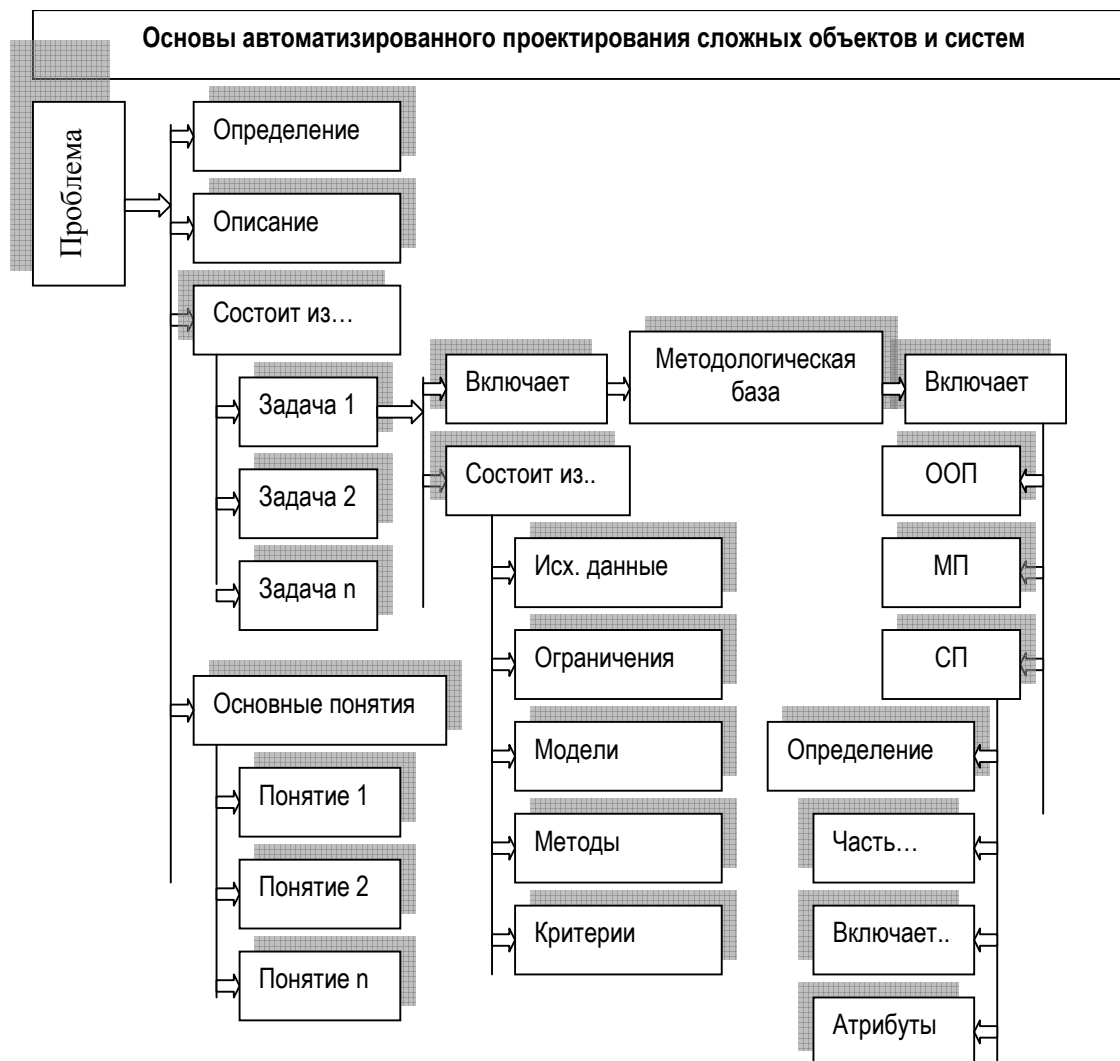 Основы автоматизированного проектирования сложных объектов и систем
Проблема
Определение
Описание
Состоит из…
Задача 1
Задача 2
Задача n
Основные понятия
Понятие 1
Понятие 2
Понятие n
Включает
Состоит из..
Исх. данные
Ограничения
Модели
Методы
Критерии
Методологическая
база
Включает
ООП
МП
СП
Определение
Часть…
Включает..
Атрибуты